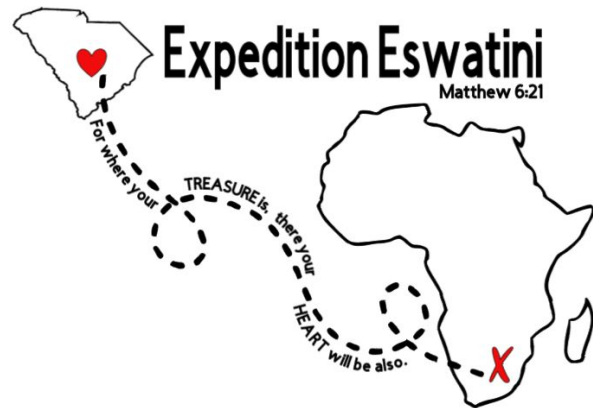 Expedition Eswatini
Matthew 6:21
For where your
TREASURE is, there your
HEART will be also.